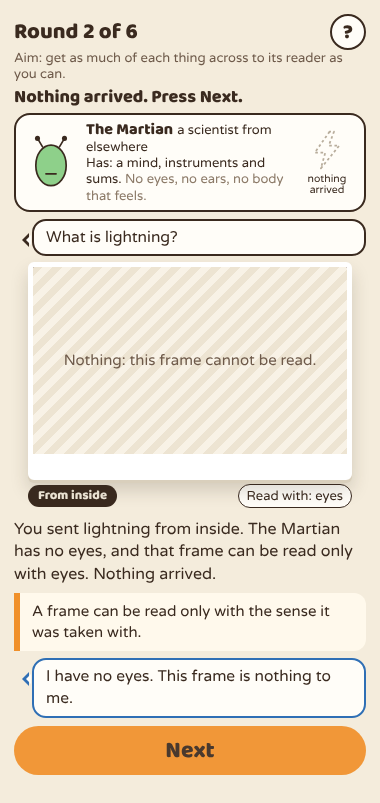 Round 2 of 6
?
Aim: get as much of each thing across to its reader as
you can.
Nothing arrived. Press Next.
The Martian a scientist from
elsewhere
Has: a mind, instruments and
sums. No eyes, no ears, no body
that feels.
nothing
arrived
What is lightning?
Nothing: this frame cannot be read.
From inside
Read with: eyes
You sent lightning from inside. The Martian
has no eyes, and that frame can be read only
with eyes. Nothing arrived.
A frame can be read only with the sense it
was taken with.
I have no eyes. This frame is nothing to
me.
Next